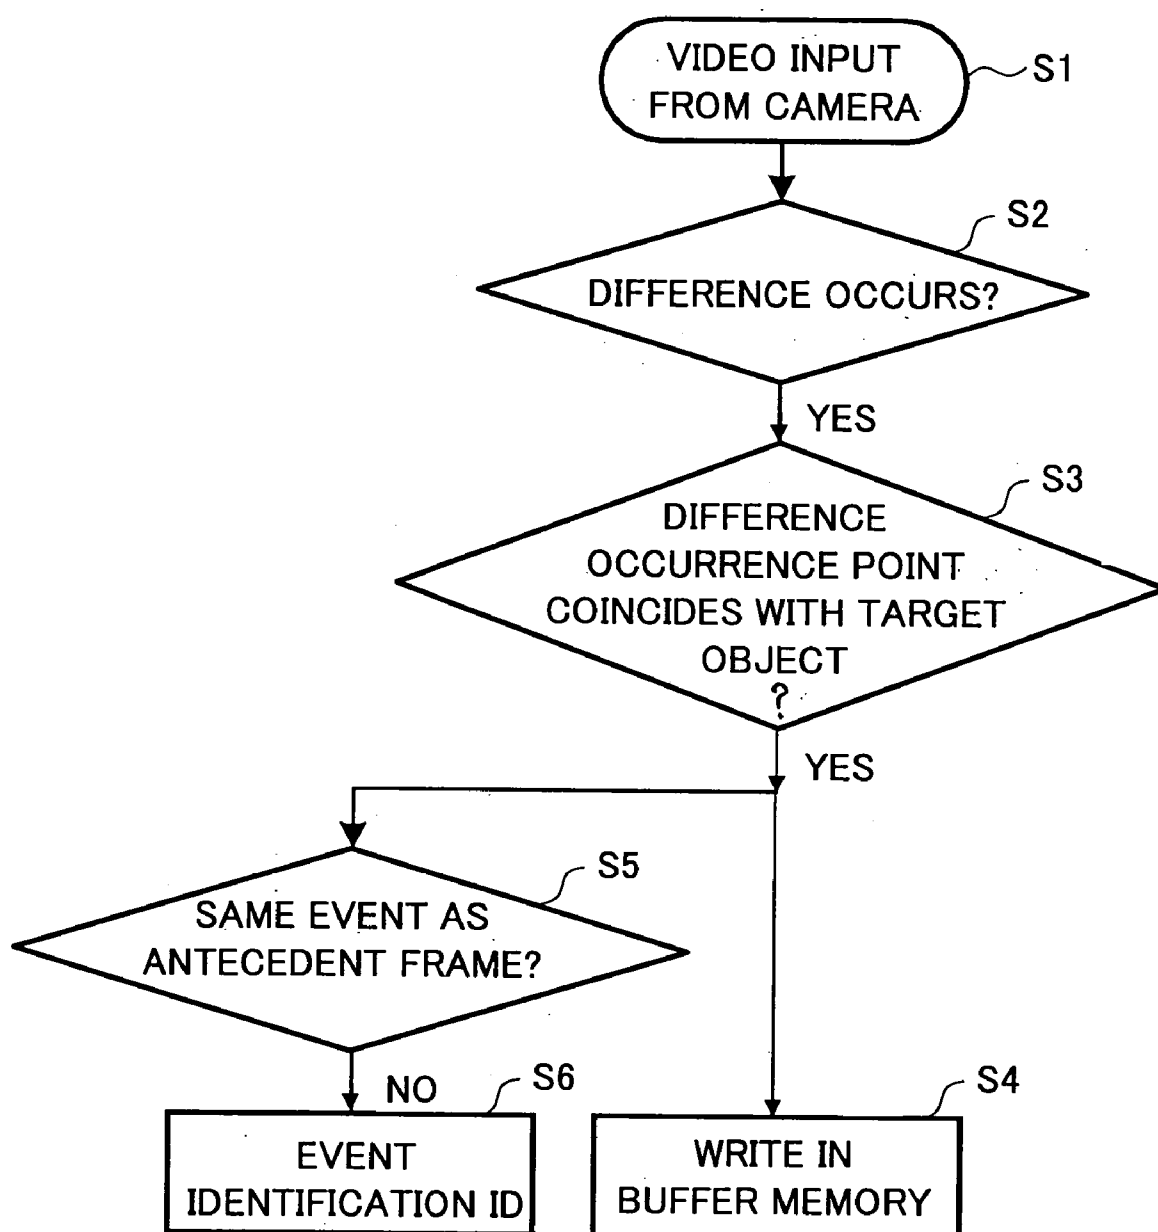 VIDEO INPUT
FROM CAMERA
S1
S2
DIFFERENCE OCCURS?
YES
S3
DIFFERENCE
OCCURRENCE POINT
COINCIDES WITH TARGET
OBJECT
?
YES
S5
SAME EVENT AS
ANTECEDENT FRAME?
NO
S6
EVENT
IDENTIFICATION ID
S4
WRITE IN
BUFFER MEMORY